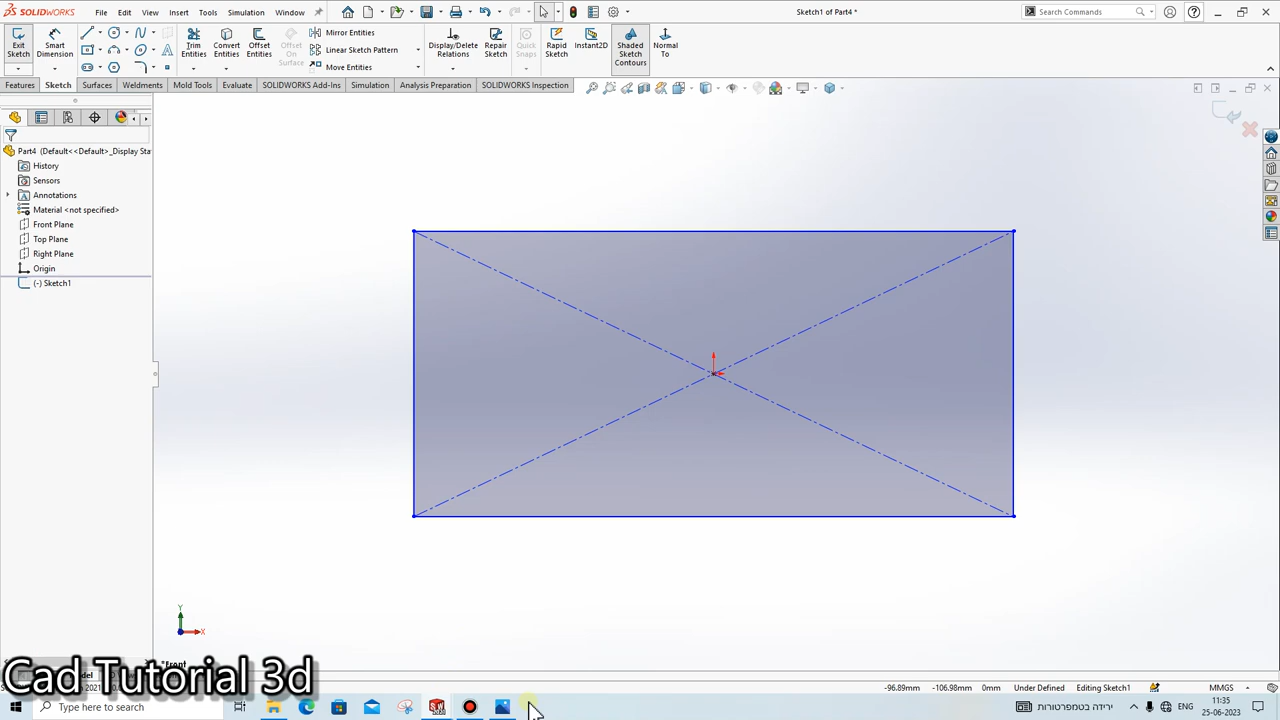 SOLIDWORKS File Edit View Insert Tools Simulation Window Sketch1 of Part4 * Search Commands
Exit Sketch Smart Dimension Trim Entities Convert Entities Offset Entities Offset On Surface Mirror Entities Linear Sketch Pattern Move Entities Display/Delete Relations Repair Sketch Quick Snaps Rapid Sketch Instant2D Shaded Sketch Contours Normal To
Features Sketch Surfaces Weldments Mold Tools Evaluate SOLIDWORKS Add-Ins Simulation Analysis Preparation SOLIDWORKS Inspection
Part4 (Default<<Default>_Display Sta
History
Sensors
Annotations
Material <not specified>
Front Plane
Top Plane
Right Plane
Origin
(-) Sketch1
Y
X
*Front
Cad Tutorial 3d
-96.89mm -106.98mm 0mm Under Defined Editing Sketch1 MMGS
Type here to search ירידה בטמפרטורות ENG 11:35
25-06-2023